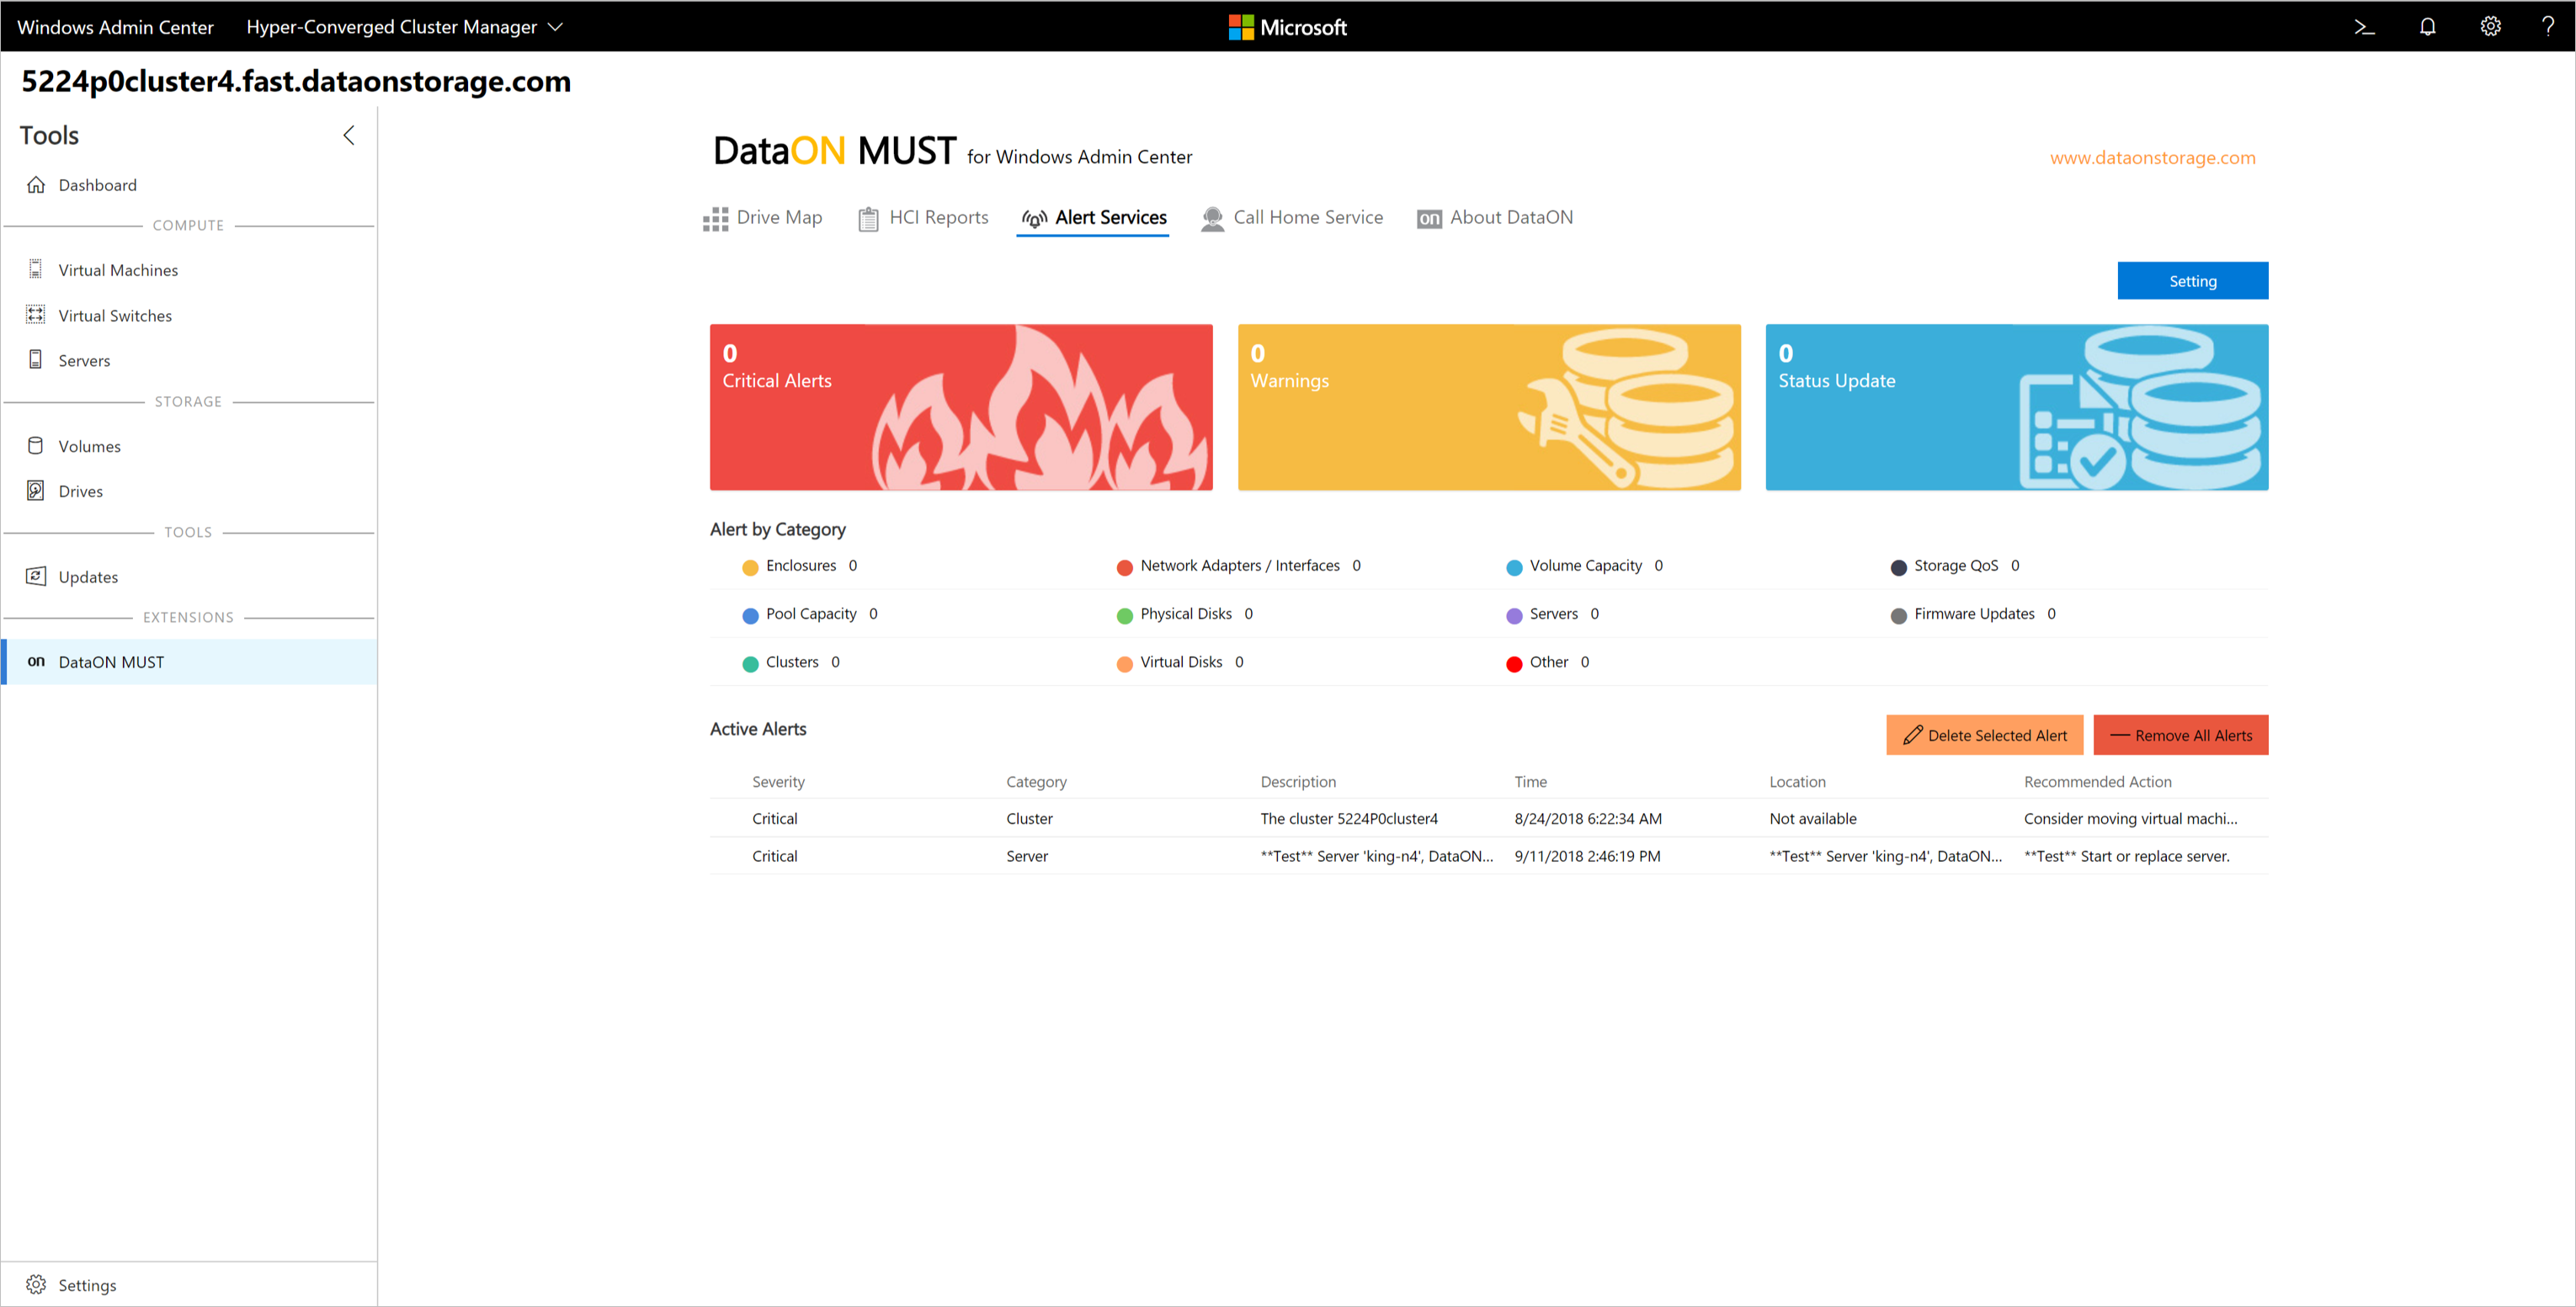 Windows Admin Center Hyper-Converged Cluster Manager Microsoft
5224p0cluster4.fast.dataonstorage.com
Tools
Dashboard
COMPUTE
Virtual Machines
Virtual Switches
Servers
STORAGE
Volumes
Drives
TOOLS
Updates
EXTENSIONS
on DataON MUST
Settings
DataON MUST for Windows Admin Center
www.dataonstorage.com
Drive Map HCI Reports Alert Services Call Home Service on About DataON
Setting
0
Critical Alerts
0
Warnings
0
Status Update
Alert by Category
Enclosures 0 Network Adapters / Interfaces 0 Volume Capacity 0 Storage QoS 0
Pool Capacity 0 Physical Disks 0 Servers 0 Firmware Updates 0
Clusters 0 Virtual Disks 0 Other 0
Active Alerts
Delete Selected Alert Remove All Alerts
Severity Category Description Time Location Recommended Action
Critical Cluster The cluster 5224P0cluster4 8/24/2018 6:22:34 AM Not available Consider moving virtual machi...
Critical Server **Test** Server 'king-n4', DataON... 9/11/2018 2:46:19 PM **Test** Server 'king-n4', DataON... **Test** Start or replace server.